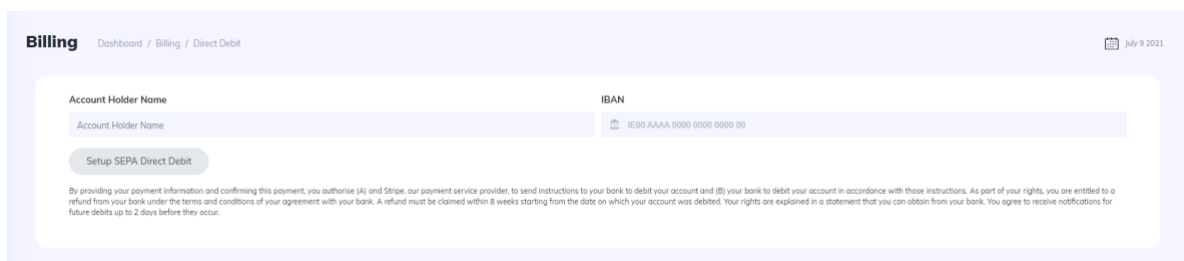 Billing Dashboard / Billing / Direct Debit July 9 2021
Account Holder Name IBAN
Account Holder Name IE00 AAAA 0000 0000 0000 00
Setup SEPA Direct Debit
By providing your payment information and confirming this payment, you authorise (A) and Stripe, our payment service provider, to send instructions to your bank to debit your account and (B) your bank to debit your account in accordance with those instructions. As part of your rights, you are entitled to a
refund from your bank under the terms and conditions of your agreement with your bank. A refund must be claimed within 8 weeks starting from the date on which your account was debited. Your rights are explained in a statement that you can obtain from your bank. You agree to receive notifications for
future debits up to 2 days before they occur.